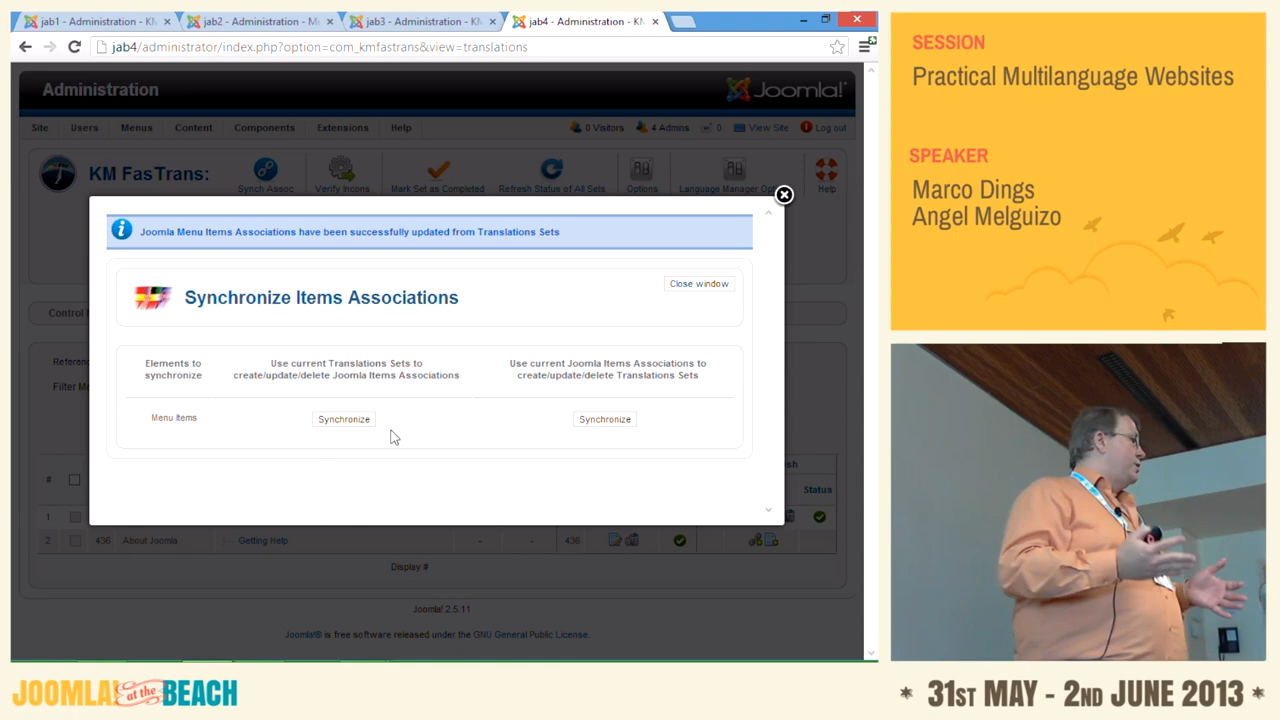 jab1 - Administration - KM
jab2 - Administration - Me
jab3 - Administration - KM
jab4 - Administration - KM
jab4/administrator/index.php?option=com_kmfastrans&view=translations
Administration
Joomla!
Site Users Menus Content Components Extensions Help
0 Visitors 4 Admins 0 View Site Log out
KM FasTrans:
Synch Assoc Verify Incons Mark Set as Completed Refresh Status of All Sets Options Language Manager Opt Help
Joomla Menu Items Associations have been successfully updated from Translations Sets
Synchronize Items Associations
Close window
Elements to
synchronize
Use current Translations Sets to
create/update/delete Joomla Items Associations
Use current Joomla Items Associations to
create/update/delete Translations Sets
Menu Items Synchronize Synchronize
Control
Filter
# Status
1
2 436 About Joomla Getting Help - - 436
Display #
Joomla! 2.5.11
Joomla!® is free software released under the GNU General Public License.
SESSION
Practical Multilanguage Websites
SPEAKER
Marco Dings
Angel Melguizo
JOOMLA! at the BEACH
* 31ST MAY - 2ND JUNE 2013 *